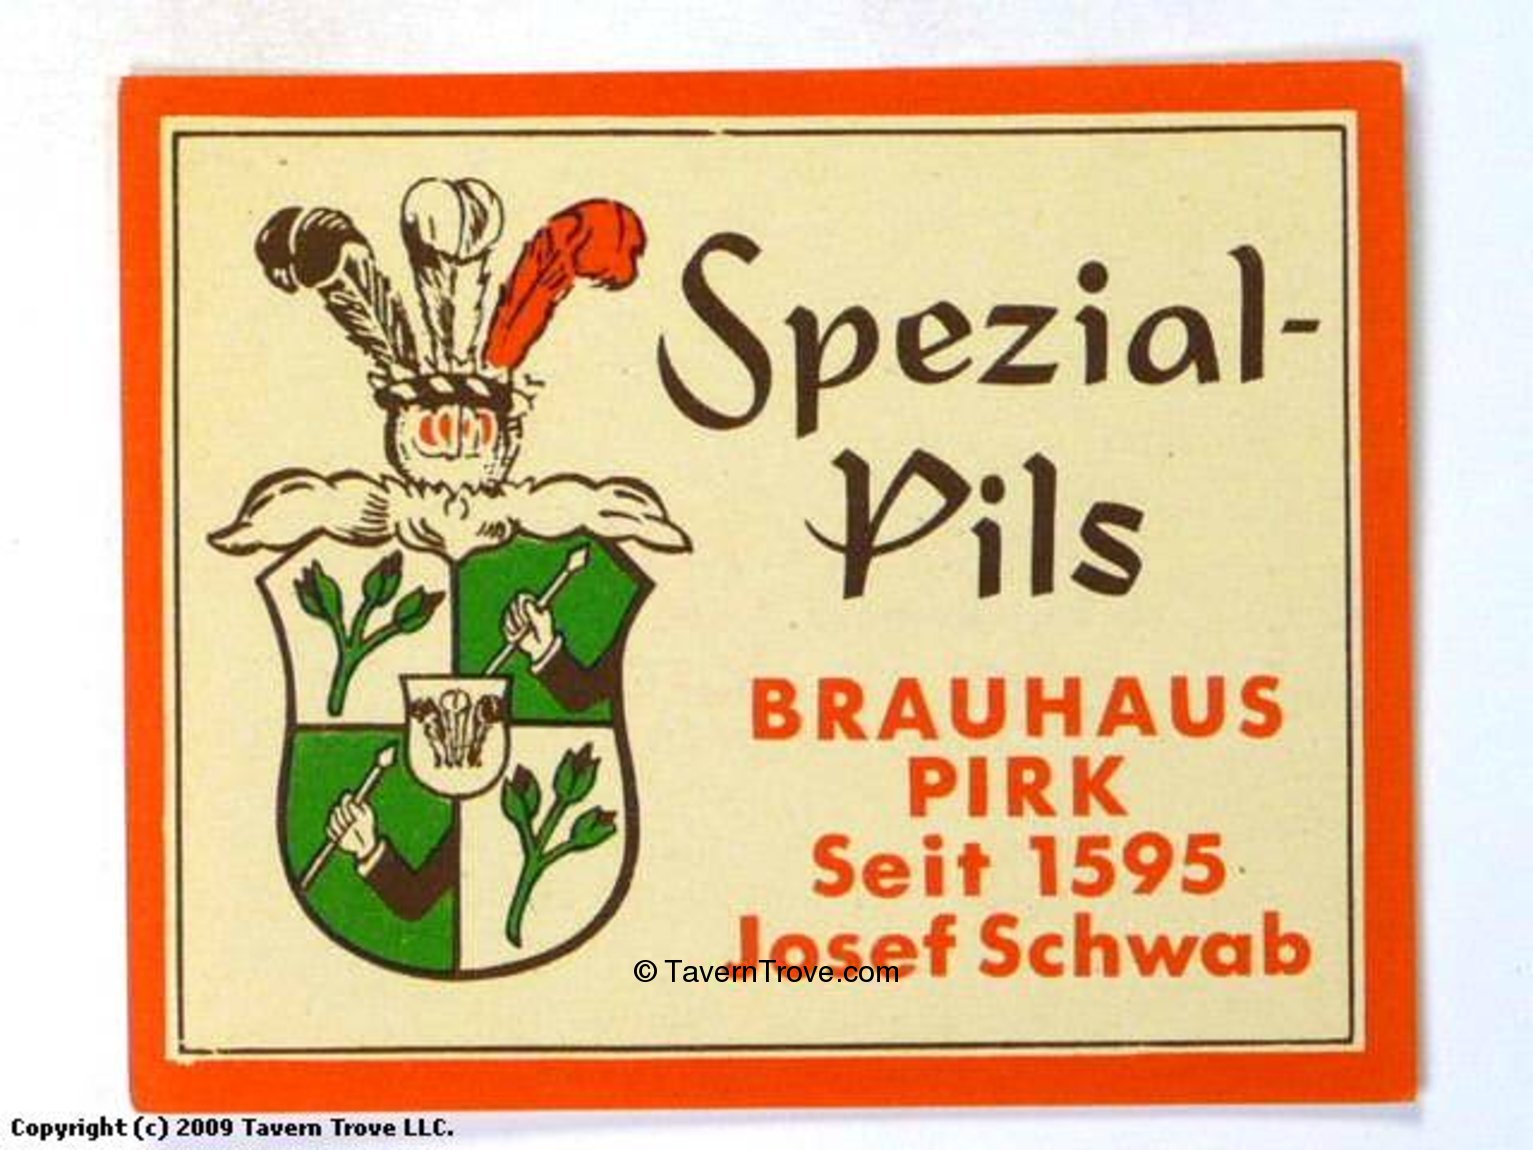 Spezial-
Pils
BRAUHAUS
PIRK
Seit 1595
Josef Schwab
© TavernTrove.com
Copyright (c) 2009 Tavern Trove LLC.